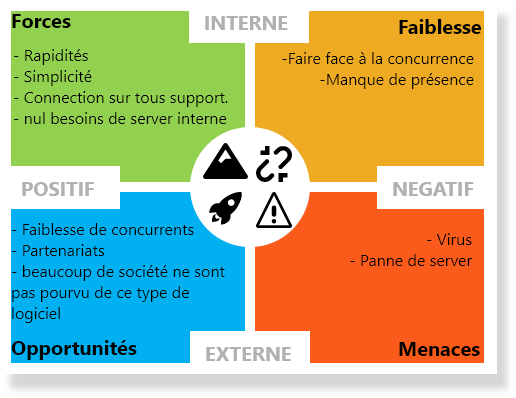 Forces
INTERNE
Faiblesse
- Rapidités
- Simplicité
- Connection sur tous support.
- nul besoins de server interne
-Faire face à la concurrence
-Manque de présence
POSITIF
NEGATIF
- Faiblesse de concurrents
- Partenariats
- beaucoup de société ne sont
pas pourvu de ce type de
logiciel
- Virus
- Panne de server
Opportunités
EXTERNE
Menaces